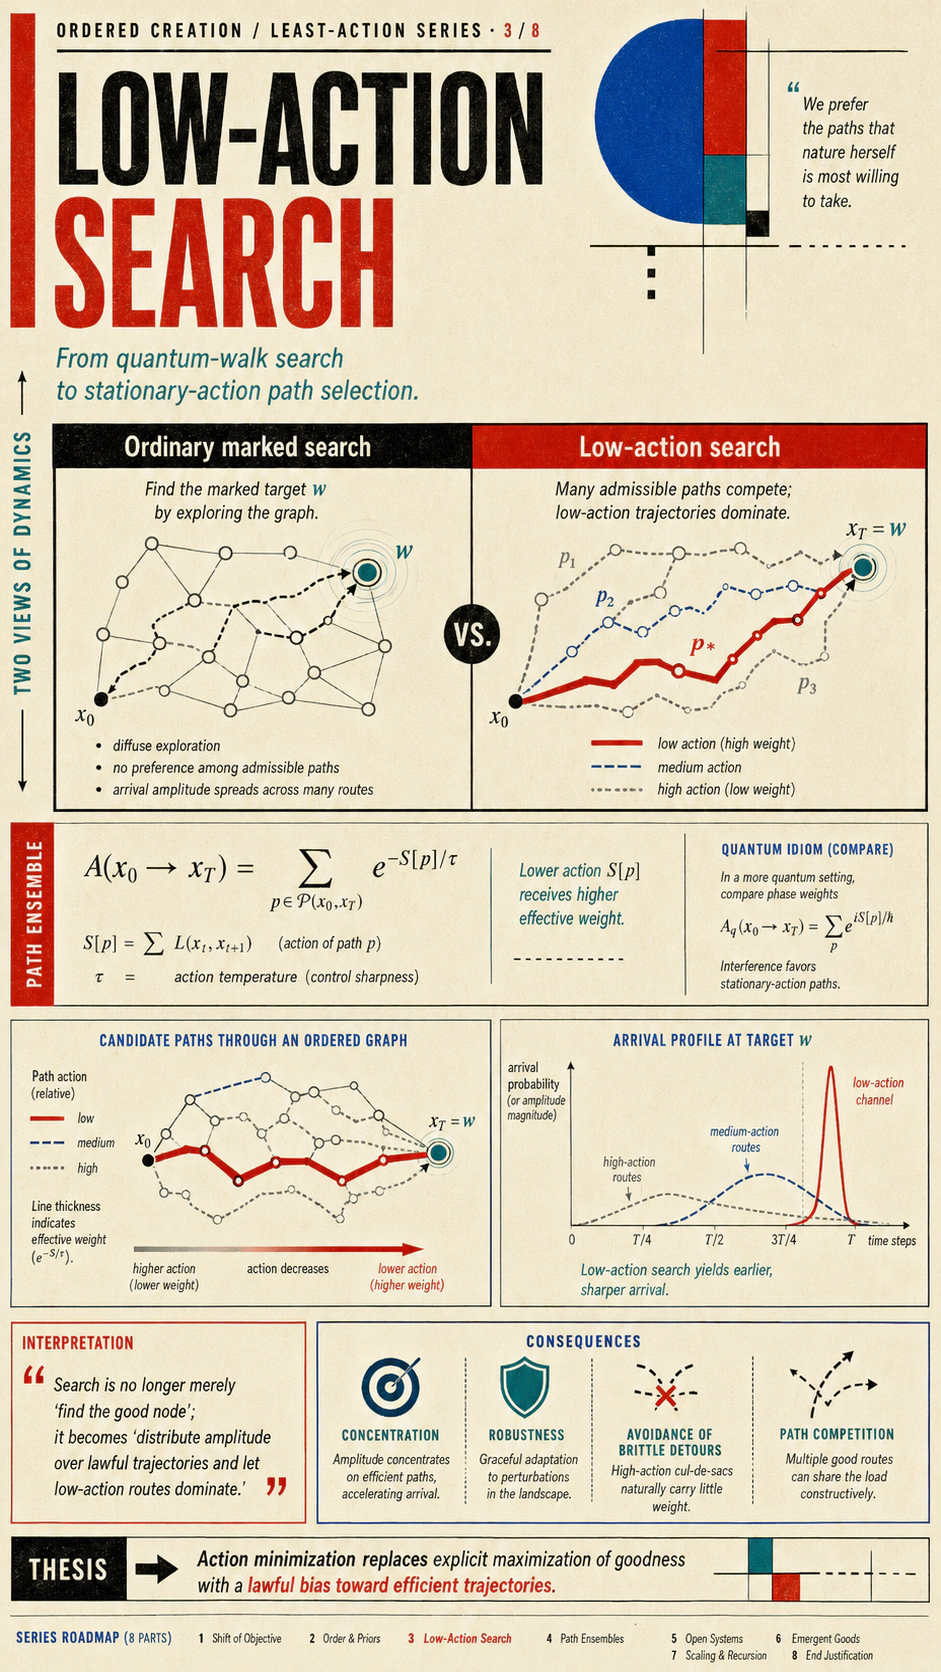 ORDERED CREATION / LEAST-ACTION SERIES · 3 / 8
LOW-ACTION
SEARCH
“
We prefer
the paths that
nature herself
is most willing
to take.
From quantum-walk search
to stationary-action path selection.
TWO VIEWS OF DYNAMICS
Ordinary marked search
Find the marked target w
by exploring the graph.
w
x₀
• diffuse exploration
• no preference among admissible paths
• arrival amplitude spreads across many routes
VS.
Low-action search
Many admissible paths compete;
low-action trajectories dominate.
x_T = w
p₁
p₂
p*
p₃
x₀
low action (high weight)
medium action
high action (low weight)
PATH ENSEMBLE
A(x₀ → x_T) = ∑ e^{−S[p]/τ}
p ∈ 𝒫(x₀,x_T)
S[p] = ∑ L(x_t, x_{t+1}) (action of path p)
τ = action temperature (control sharpness)
Lower action S[p]
receives higher
effective weight.
QUANTUM IDIOM (COMPARE)
In a more quantum setting,
compare phase weights
A_q(x₀ → x_T) = ∑ e^{iS[p]/ħ}
p
Interference favors
stationary-action paths.
CANDIDATE PATHS THROUGH AN ORDERED GRAPH
Path action
(relative)
low
medium
high
Line thickness
indicates
effective weight
(e^{−S/τ}).
x₀
x_T = w
higher action
(lower weight)
action decreases
lower action
(higher weight)
ARRIVAL PROFILE AT TARGET w
arrival
probability
(or amplitude
magnitude)
high-action
routes
medium-action
routes
low-action
channel
0 T/4 T/2 3T/4 T time steps
Low-action search yields earlier,
sharper arrival.
INTERPRETATION
“ Search is no longer merely
‘find the good node’;
it becomes ‘distribute amplitude
over lawful trajectories and let
low-action routes dominate.’ ”
CONSEQUENCES
CONCENTRATION
Amplitude concentrates
on efficient paths,
accelerating arrival.
ROBUSTNESS
Graceful adaptation
to perturbations
in the landscape.
AVOIDANCE OF
BRITTLE DETOURS
High-action cul-de-sacs
naturally carry little
weight.
PATH COMPETITION
Multiple good routes
can share the load
constructively.
THESIS
Action minimization replaces explicit maximization of goodness
with a lawful bias toward efficient trajectories.
SERIES ROADMAP (8 PARTS)
1 Shift of Objective
2 Order & Priors
3 Low-Action Search
4 Path Ensembles
5 Open Systems
6 Emergent Goods
7 Scaling & Recursion
8 End Justification